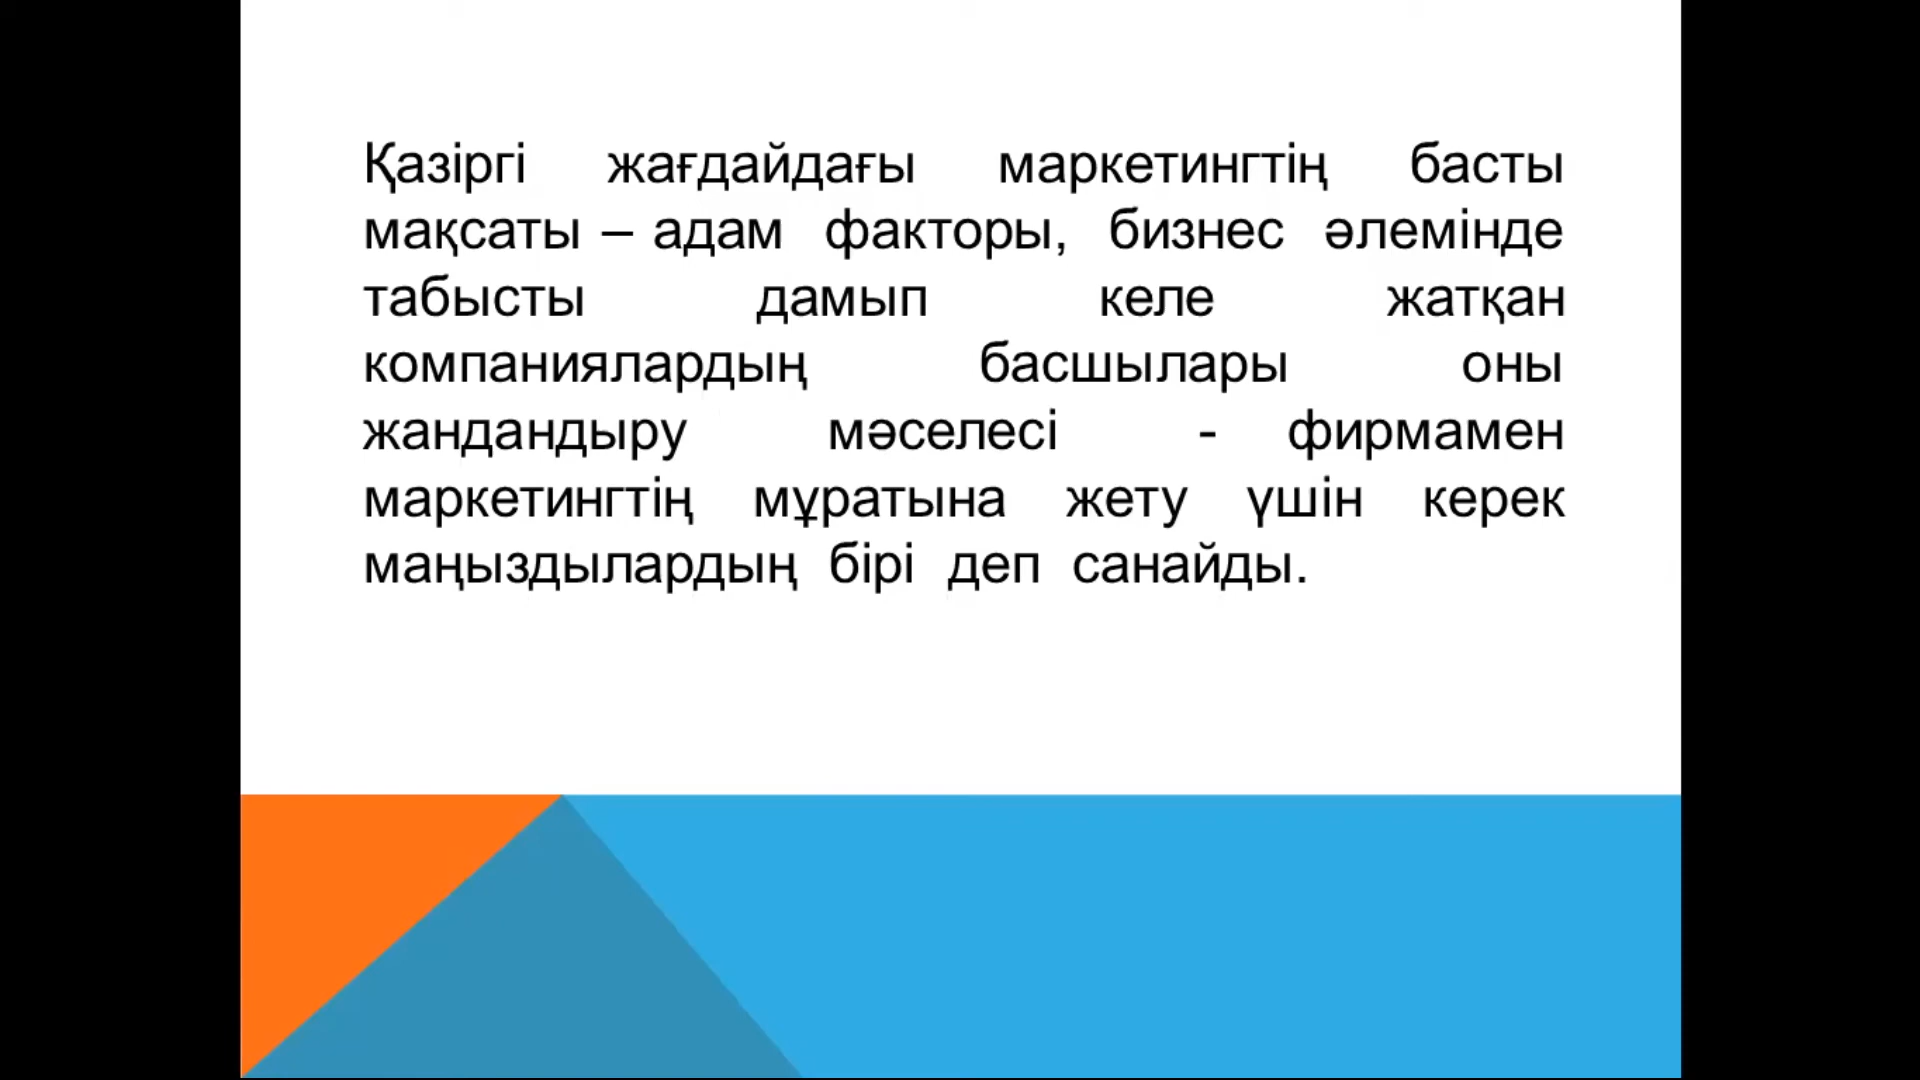 Қазіргі жағдайдағы маркетингтің басты
мақсаты – адам факторы, бизнес әлемінде
табысты дамып келе жатқан
компаниялардың басшылары оны
жандандыру мәселесі - фирмамен
маркетингтің мұратына жету үшін керек
маңыздылардың бірі деп санайды.